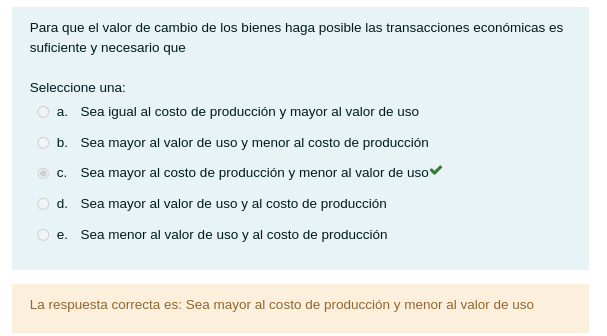 Para que el valor de cambio de los bienes haga posible las transacciones económicas es
suficiente y necesario que
Seleccione una:
a. Sea igual al costo de producción y mayor al valor de uso
b. Sea mayor al valor de uso y menor al costo de producción
c. Sea mayor al costo de producción y menor al valor de uso
d. Sea mayor al valor de uso y al costo de producción
e. Sea menor al valor de uso y al costo de producción
La respuesta correcta es: Sea mayor al costo de producción y menor al valor de uso